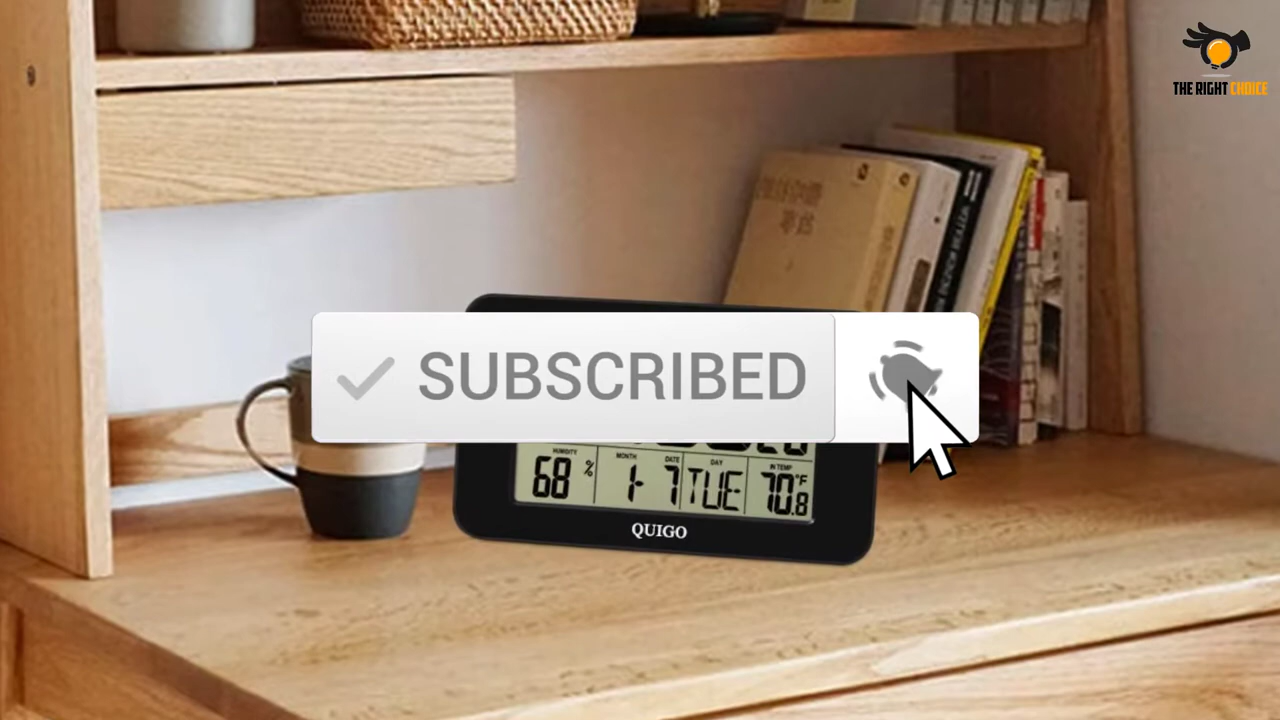 THE RIGHT CHOICE
SUBSCRIBED
HUMIDITY
68 %
MONTH DATE
1- 7
DAY
TUE
IN TEMP
70.8 °F
QUIGO